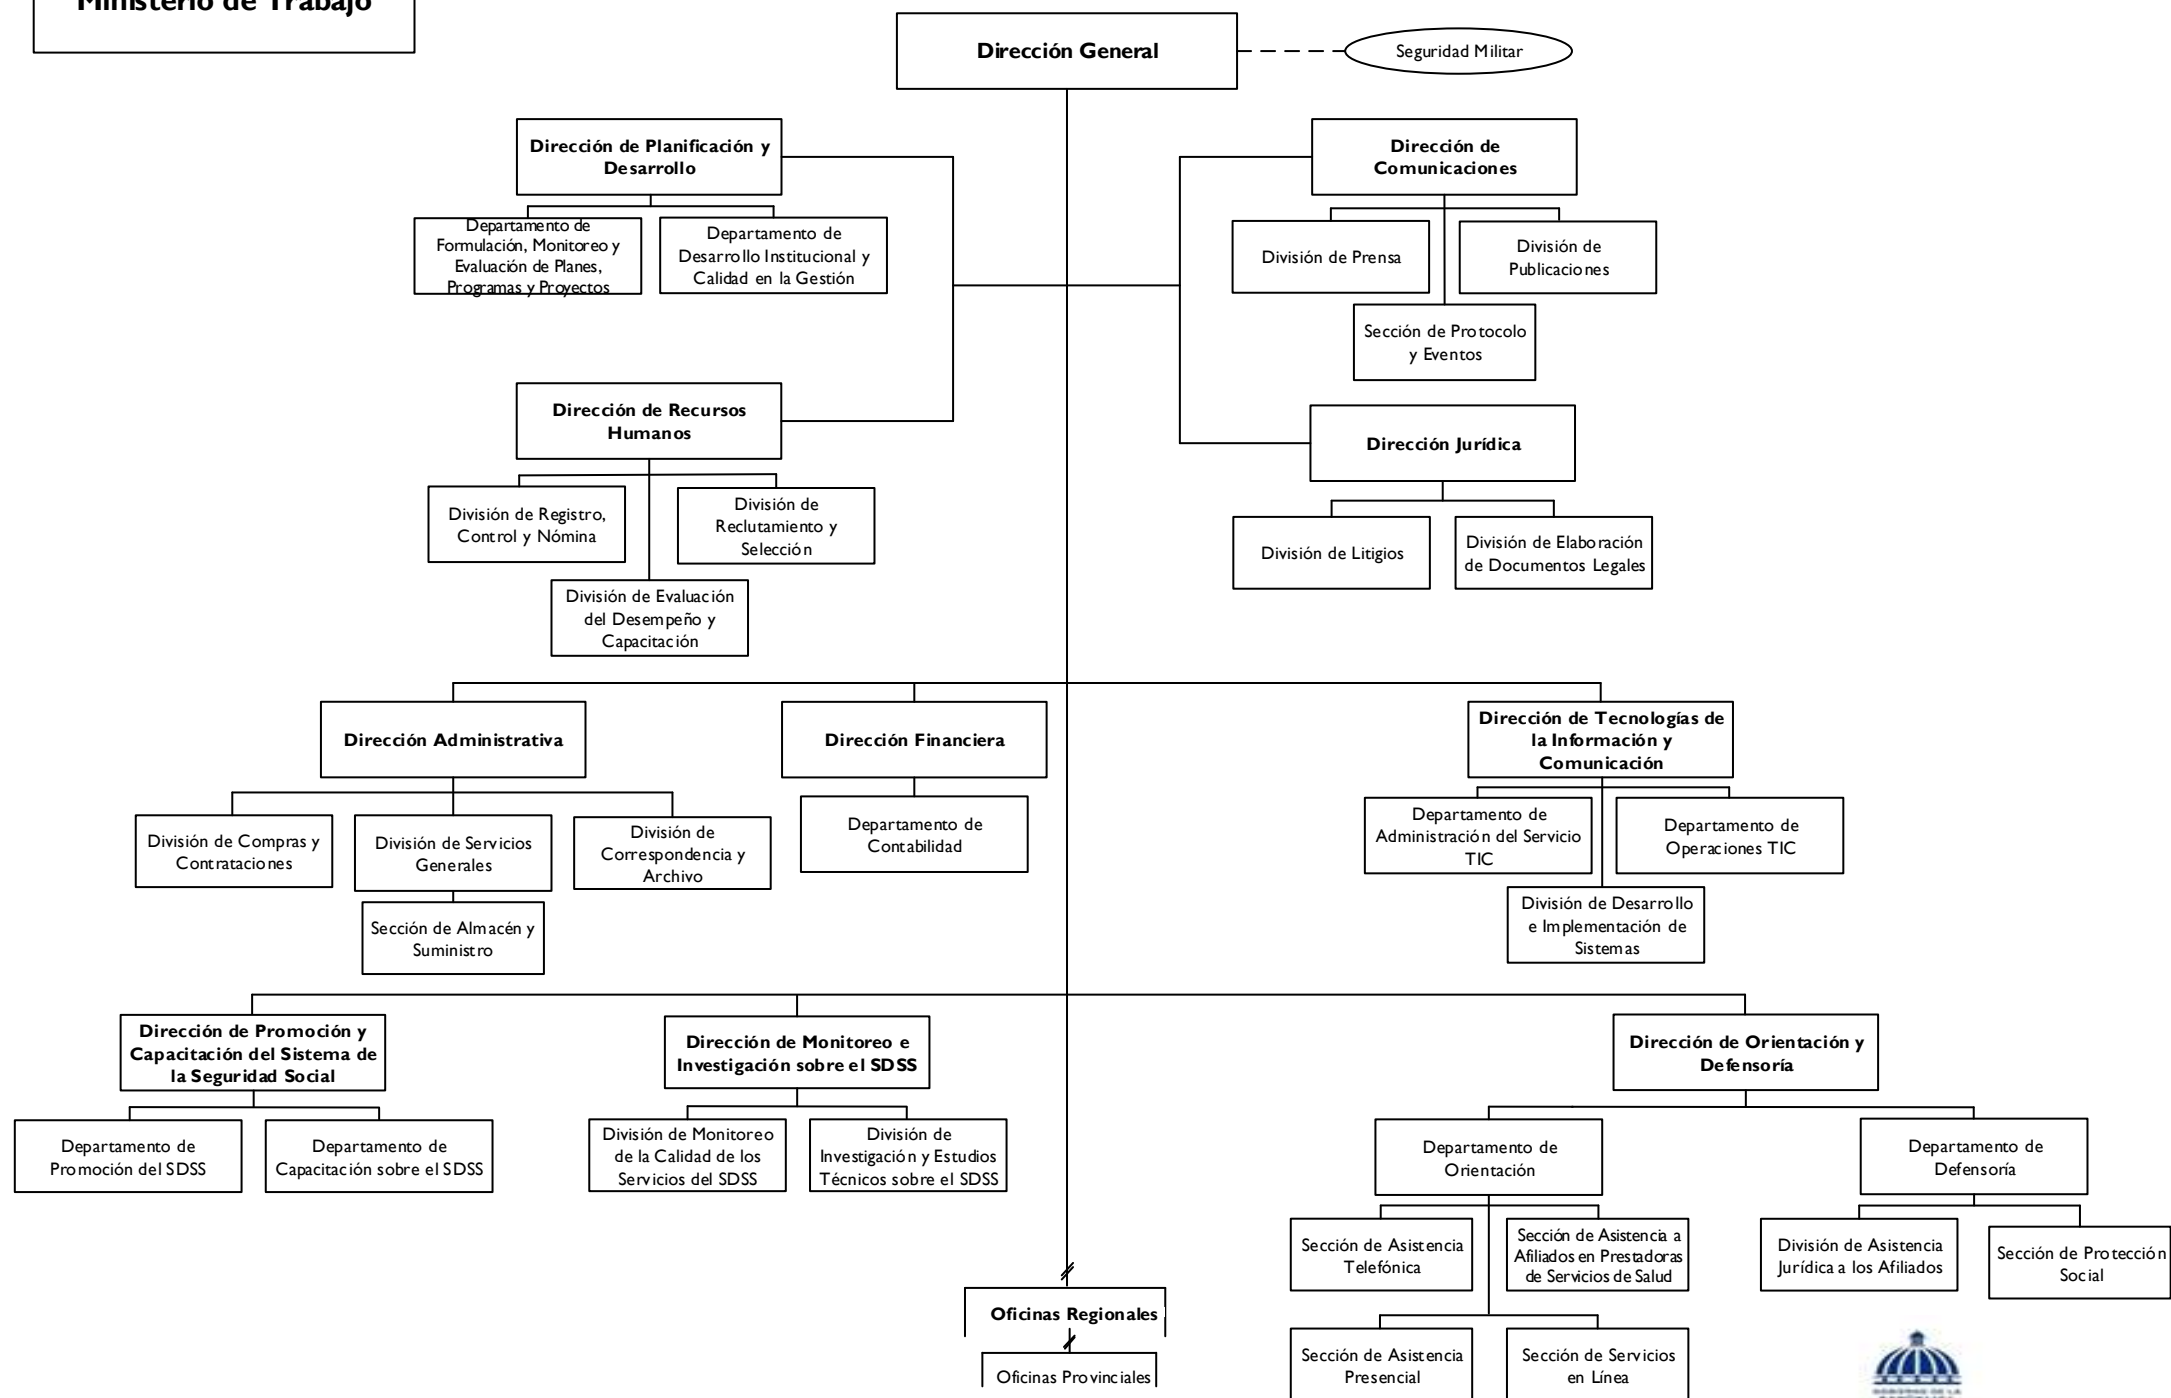 Ministerio de Trabajo
Dirección General
Seguridad Militar
Dirección de Planificación y
Desarrollo
Departamento de
Formulación, Monitoreo y
Evaluación de Planes,
Programas y Proyectos
Departamento de
Desarrollo Institucional y
Calidad en la Gestión
Dirección de
Comunicaciones
División de Prensa
División de
Publicaciones
Sección de Protocolo
y Eventos
Dirección de Recursos
Humanos
División de Registro,
Control y Nómina
División de
Reclutamiento y
Selección
División de Evaluación
del Desempeño y
Capacitación
Dirección Jurídica
División de Litigios
División de Elaboración
de Documentos Legales
Dirección Administrativa
División de Compras y
Contrataciones
División de Servicios
Generales
División de
Correspondencia y
Archivo
Sección de Almacén y
Suministro
Dirección Financiera
Departamento de
Contabilidad
Dirección de Tecnologías de
la Información y
Comunicación
Departamento de
Administración del Servicio
TIC
Departamento de
Operaciones TIC
División de Desarrollo
e Implementación de
Sistemas
Dirección de Promoción y
Capacitación del Sistema de
la Seguridad Social
Departamento de
Promoción del SDSS
Departamento de
Capacitación sobre el SDSS
Dirección de Monitoreo e
Investigación sobre el SDSS
División de Monitoreo
de la Calidad de los
Servicios del SDSS
División de
Investigación y Estudios
Técnicos sobre el SDSS
Dirección de Orientación y
Defensoría
Departamento de
Orientación
Departamento de
Defensoría
Sección de Asistencia
Telefónica
Sección de Asistencia a
Afiliados en Prestadoras
de Servicios de Salud
División de Asistencia
Jurídica a los Afiliados
Sección de Protección
Social
Sección de Asistencia
Presencial
Sección de Servicios
en Línea
Oficinas Regionales
Oficinas Provinciales
GOBIERNO DE LA